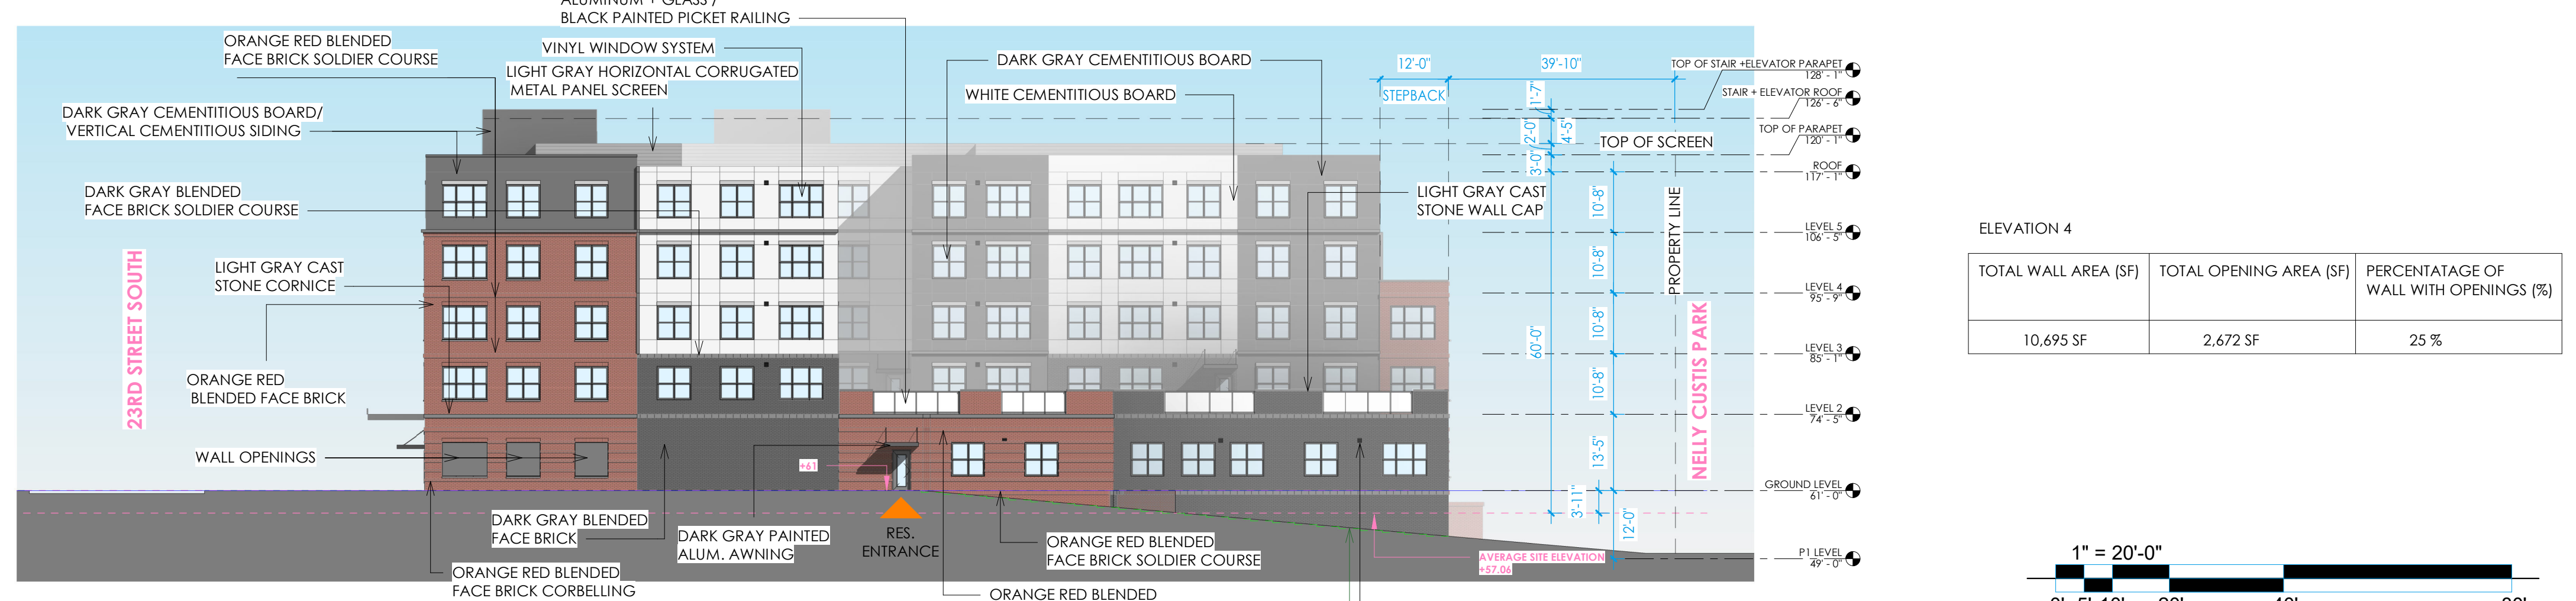 ALUMINUM + GLASS /
BLACK PAINTED PICKET RAILING
ORANGE RED BLENDED
FACE BRICK SOLDIER COURSE
VINYL WINDOW SYSTEM
LIGHT GRAY HORIZONTAL CORRUGATED
METAL PANEL SCREEN
DARK GRAY CEMENTITIOUS BOARD
WHITE CEMENTITIOUS BOARD
DARK GRAY CEMENTITIOUS BOARD/
VERTICAL CEMENTITIOUS SIDING
DARK GRAY BLENDED
FACE BRICK SOLDIER COURSE
LIGHT GRAY CAST
STONE CORNICE
23RD STREET SOUTH
ORANGE RED
BLENDED FACE BRICK
WALL OPENINGS
LIGHT GRAY CAST
STONE WALL CAP
12'-0"
39'-10"
STEPBACK
1'-7"
2'-0"
4'-5"
3'-0"
TOP OF SCREEN
TOP OF STAIR +ELEVATOR PARAPET
128' - 1"
STAIR + ELEVATOR ROOF
126' - 6"
TOP OF PARAPET
120' - 1"
ROOF
117' - 1"
10'-8"
LEVEL 5
106' - 5"
10'-8"
LEVEL 4
95' - 9"
10'-8"
60'-0"
LEVEL 3
85' - 1"
10'-8"
LEVEL 2
74' - 5"
13'-5"
GROUND LEVEL
61' - 0"
3'-11"
12'-0"
P1 LEVEL
49' - 0"
PROPERTY LINE
NELLY CUSTIS PARK
+61
RES.
ENTRANCE
DARK GRAY BLENDED
FACE BRICK
DARK GRAY PAINTED
ALUM. AWNING
ORANGE RED BLENDED
FACE BRICK SOLDIER COURSE
AVERAGE SITE ELEVATION
+57.06
ORANGE RED BLENDED
FACE BRICK CORBELLING
ORANGE RED BLENDED
ELEVATION 4
TOTAL WALL AREA (SF)
TOTAL OPENING AREA (SF)
PERCENTATAGE OF
WALL WITH OPENINGS (%)
10,695 SF
2,672 SF
25 %
1" = 20'-0"